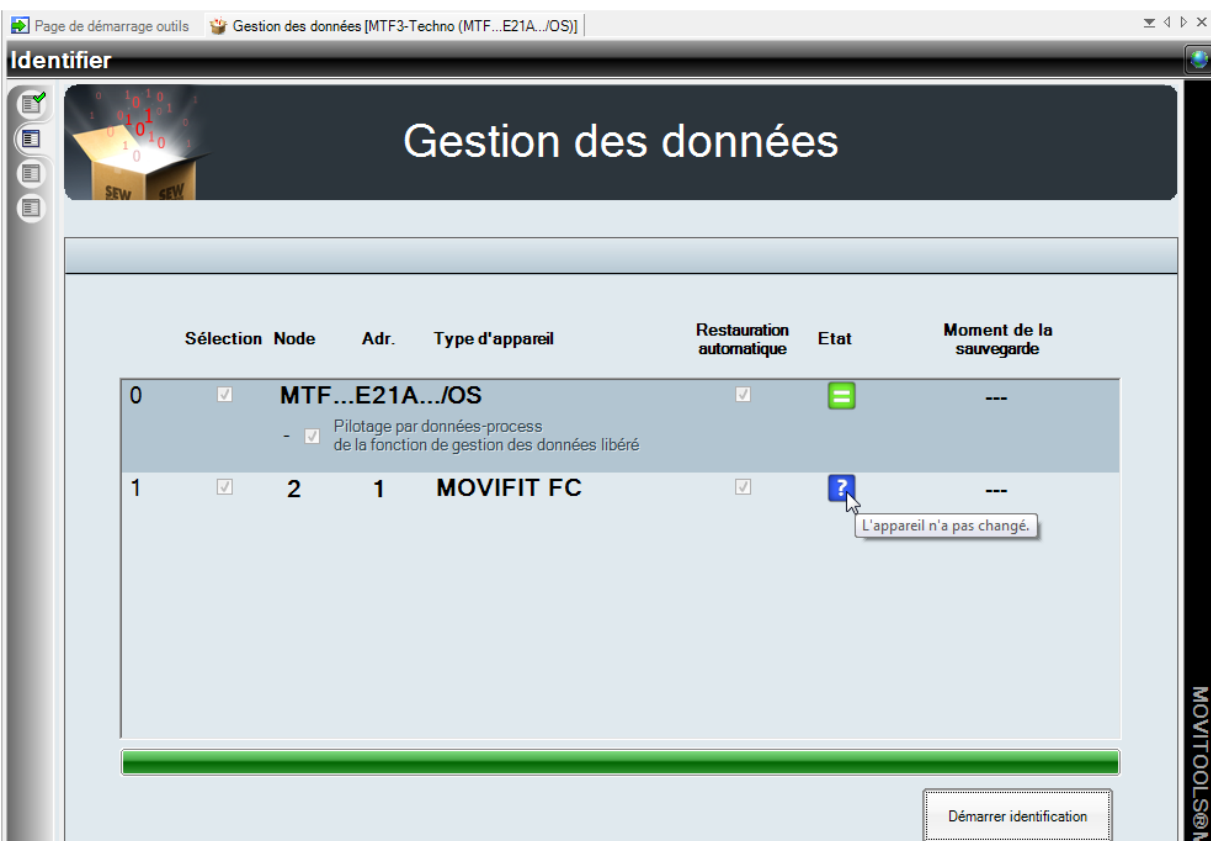 Page de démarrage outils
Gestion des données [MTF3-Techno (MTF...E21A.../OS)]
Identifier
Gestion des données
SEW SEW
Sélection Node Adr. Type d'appareil Restauration automatique Etat Moment de la sauvegarde
0 MTF...E21A.../OS ---
- Pilotage par données-process
de la fonction de gestion des données libéré
1 2 1 MOVIFIT FC ? ---
L'appareil n'a pas changé.
Démarrer identification
MOVITOOLS®